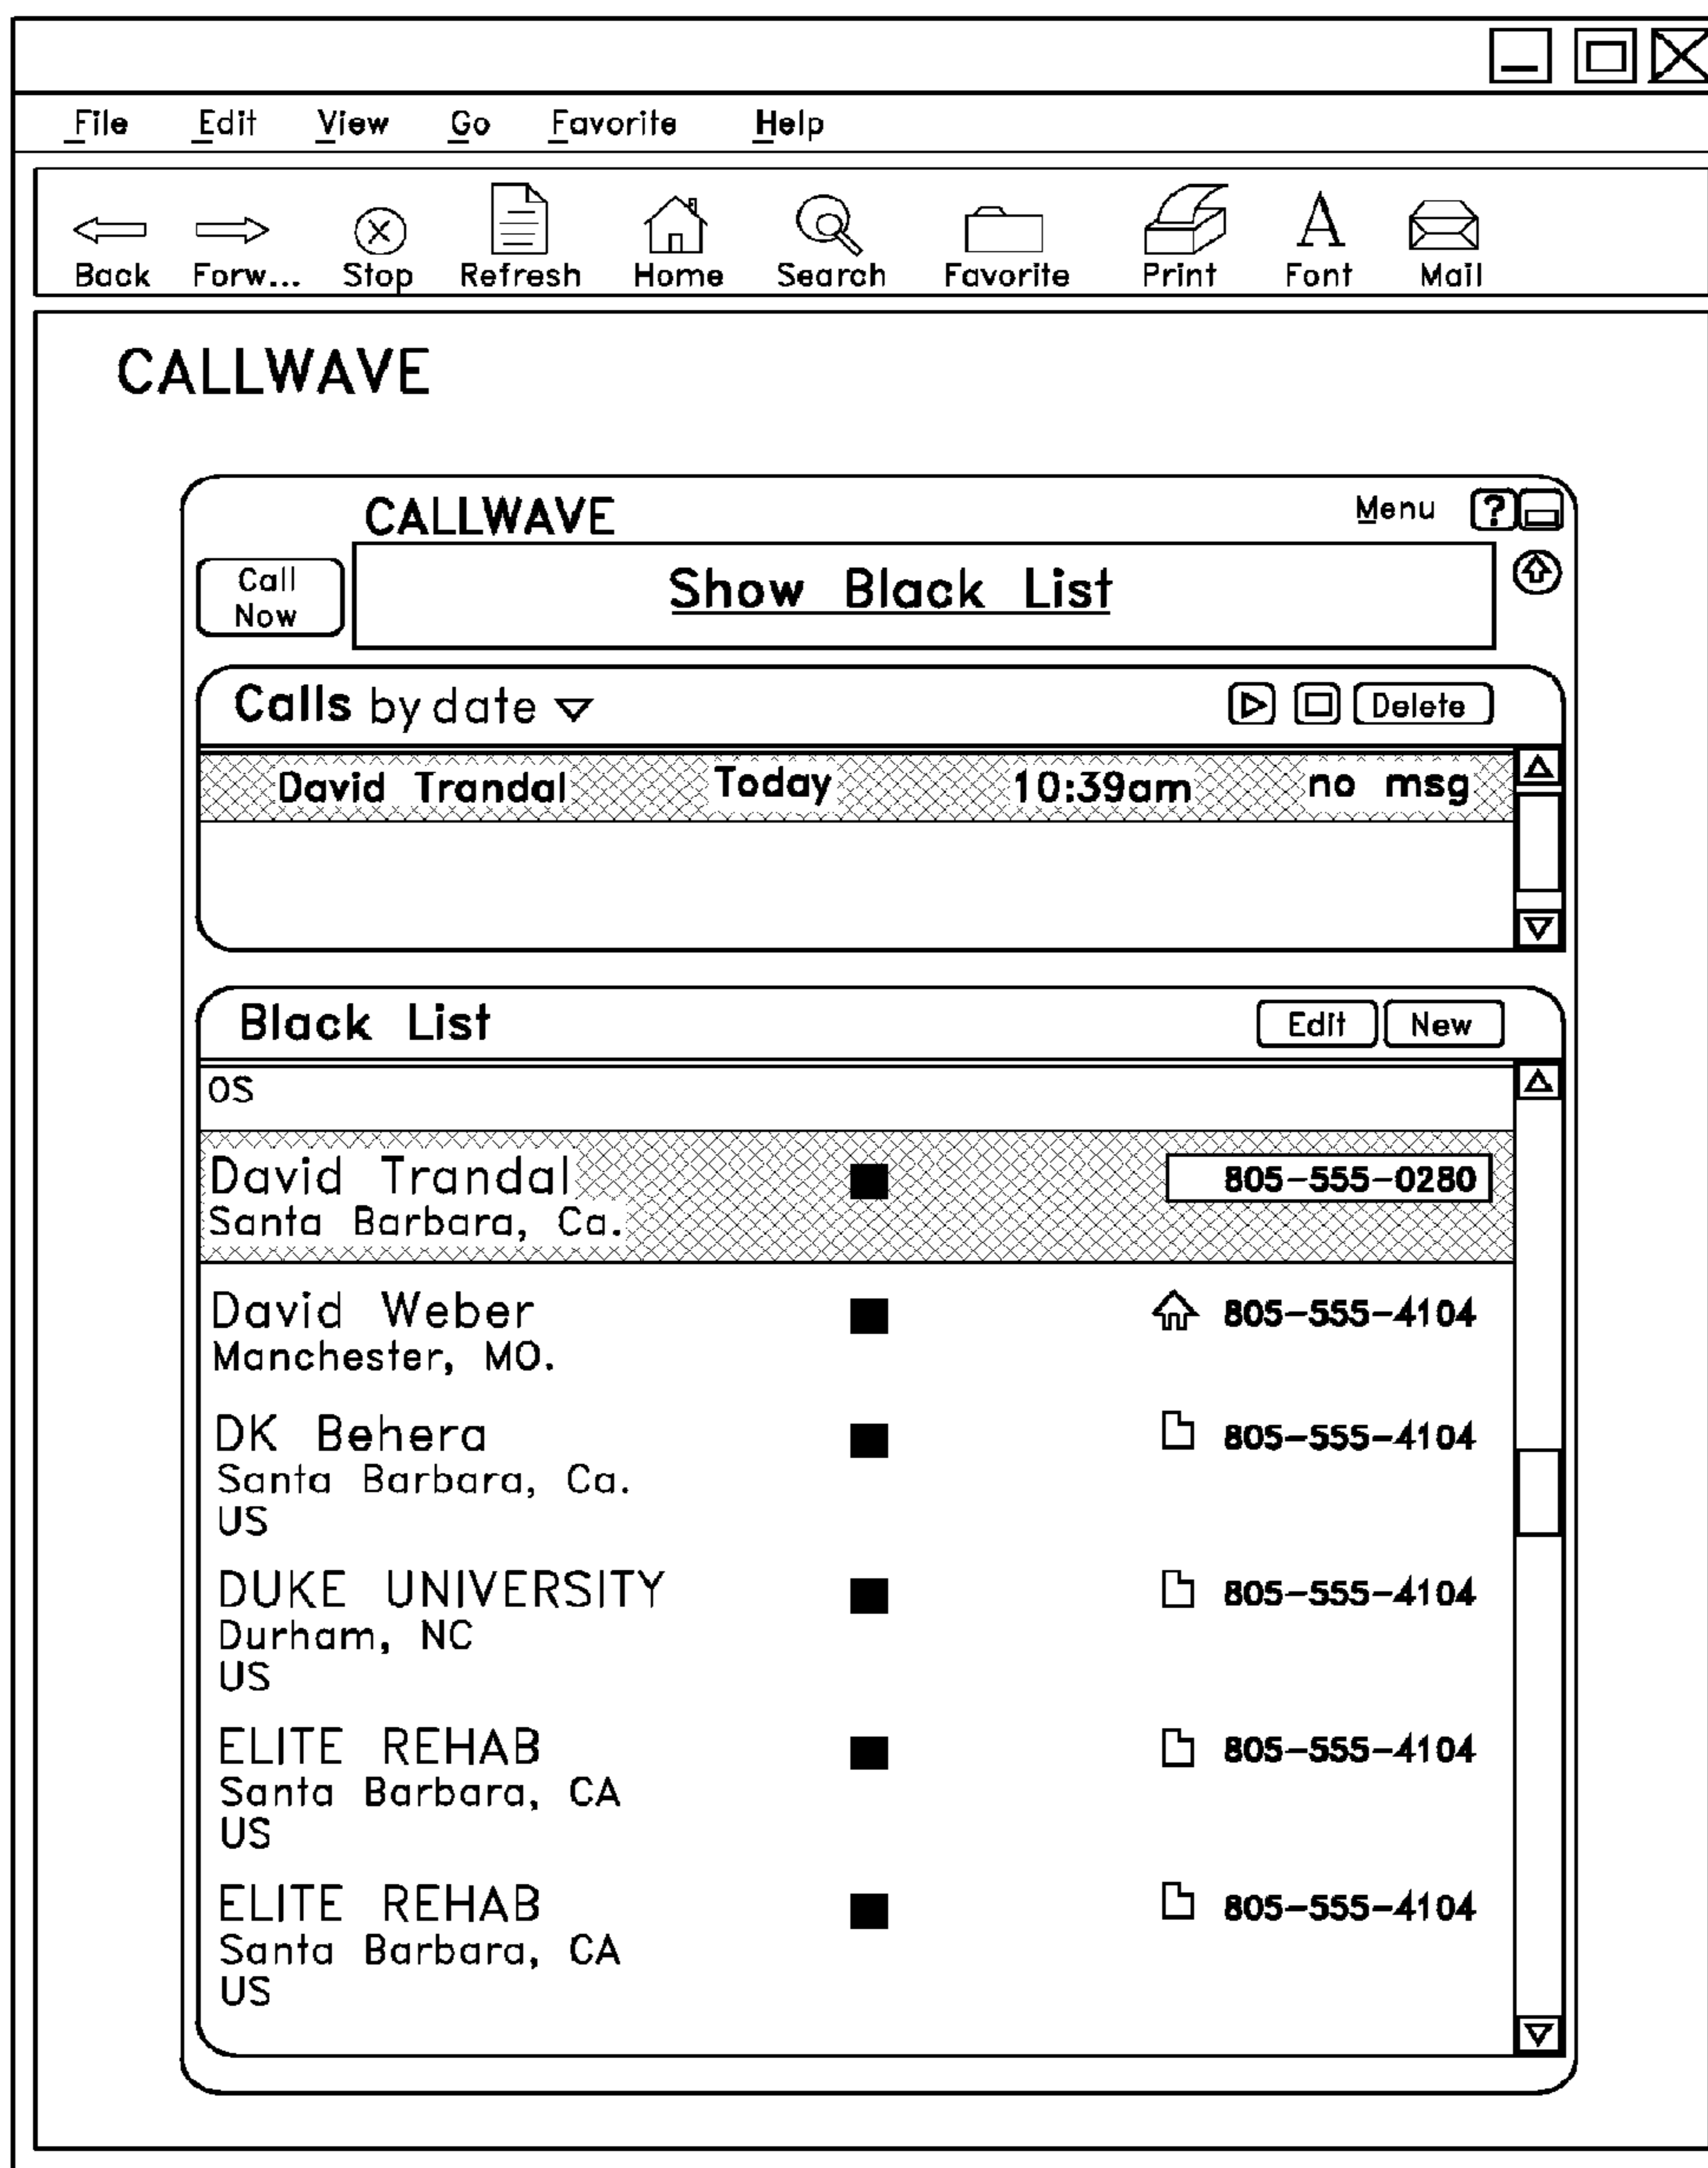 File Edit View Go Favorite Help
Back Forw... Stop Refresh Home Search Favorite Print Font Mail
CALLWAVE
CALLWAVE Menu ?
Call Now
Show Black List
Calls by date Delete
David Trandal Today 10:39am no msg
Black List Edit New
OS
David Trandal 805-555-0280
Santa Barbara, Ca.
David Weber 805-555-4104
Manchester, MO.
DK Behera 805-555-4104
Santa Barbara, Ca.
US
DUKE UNIVERSITY 805-555-4104
Durham, NC
US
ELITE REHAB 805-555-4104
Santa Barbara, CA
US
ELITE REHAB 805-555-4104
Santa Barbara, CA
US